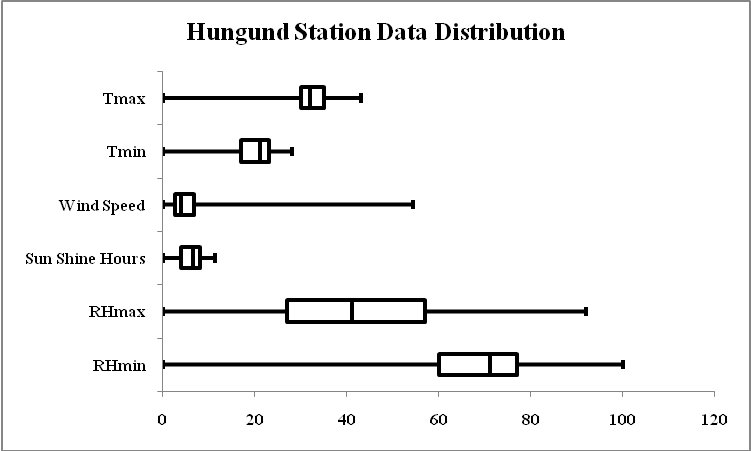 Hungund Station Data Distribution
Tmax
Tmin
Wind Speed
Sun Shine Hours
RHmax
RHmin
0 20 40 60 80 100 120